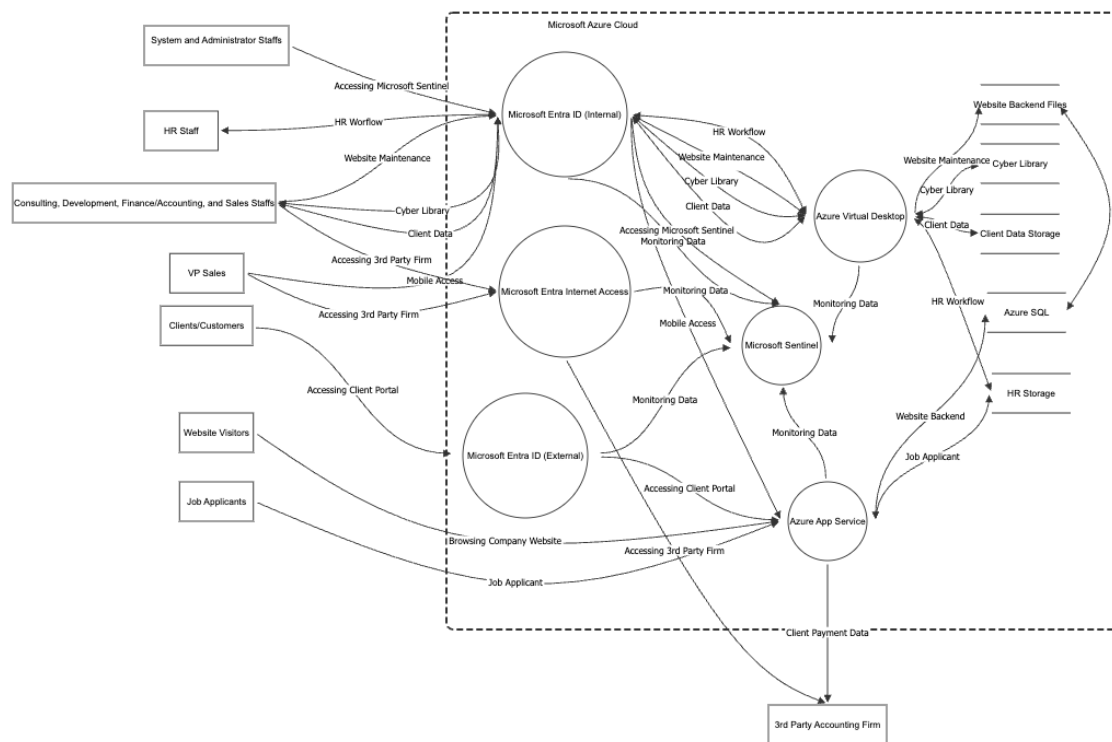 Microsoft Azure Cloud
System and Administrator Staffs
Accessing Microsoft Sentinel
Microsoft Entra ID (Internal)
HR Staff
HR Worflow
HR Workflow
Website Backend Files
Website Maintenance
Website Maintenance
Website Maintenance
Cyber Library
Cyber Library
Cyber Library
Consulting, Development, Finance/Accounting, and Sales Staffs
Cyber Library
Client Data
Client Data
Azure Virtual Desktop
Client Data
Client Data Storage
Accessing Microsoft Sentinel
Monitoring Data
Accessing 3rd Party Firm
VP Sales
Mobile Access
Microsoft Entra Internet Access
Monitoring Data
Monitoring Data
HR Workflow
Accessing 3rd Party Firm
Azure SQL
Clients/Customers
Mobile Access
Microsoft Sentinel
Accessing Client Portal
HR Storage
Monitoring Data
Website Backend
Website Visitors
Monitoring Data
Microsoft Entra ID (External)
Job Applicant
Accessing Client Portal
Job Applicants
Azure App Service
Browsing Company Website
Accessing 3rd Party Firm
Job Applicant
Client Payment Data
3rd Party Accounting Firm